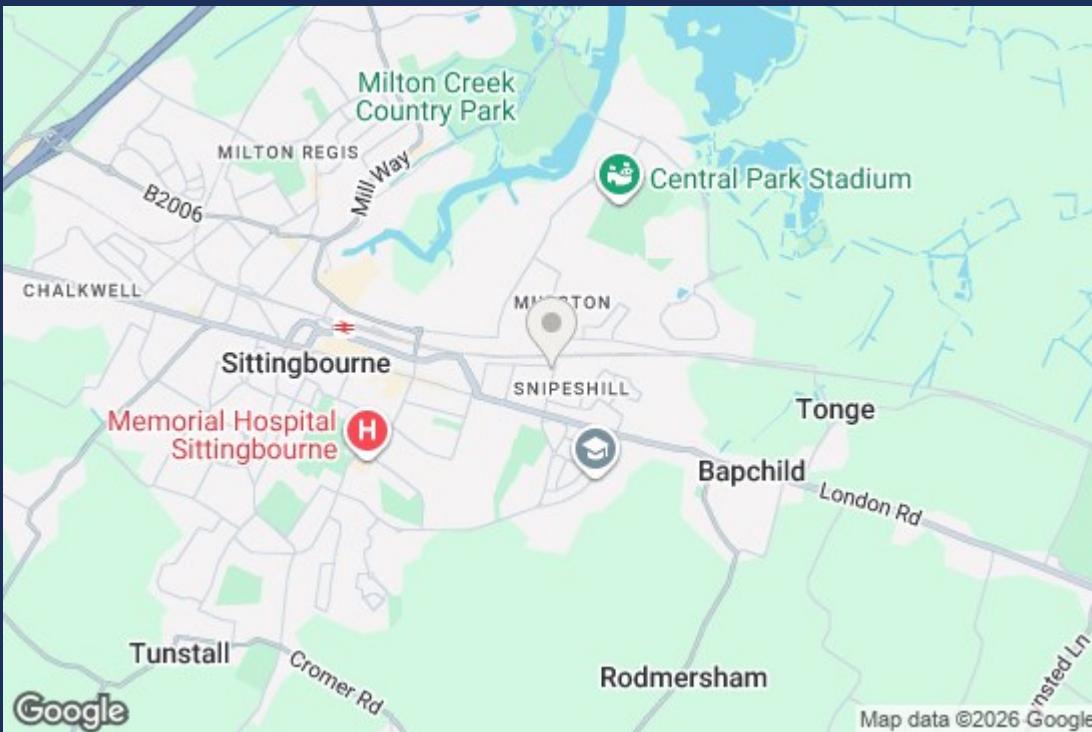 Milton Creek
Country Park
MILTON REGIS
Mill Way
B2006
Central Park Stadium
CHALKWELL
Sittingbourne
SNIPESHILL
Memorial Hospital
Sittingbourne
H
Tonge
Bapchild
London Rd
Tunstall
Cromer Rd
Rodmersham
Google
Map data ©2026 Google